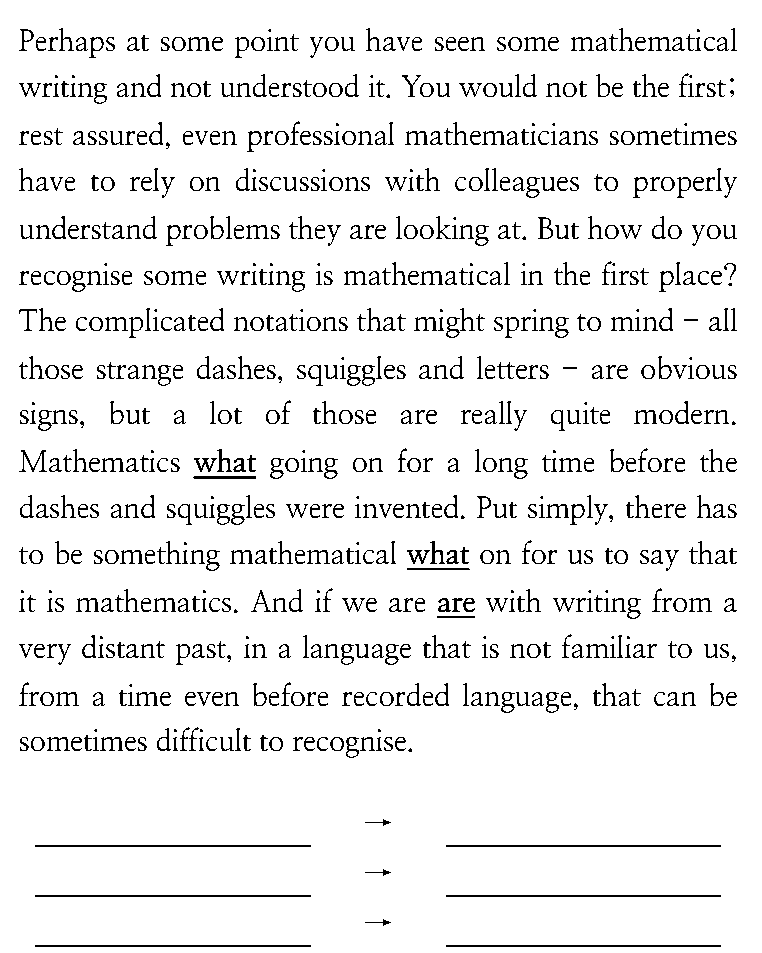 Perhaps at some point you have seen some mathematical
writing and not understood it. You would not be the first;
rest assured, even professional mathematicians sometimes
have to rely on discussions with colleagues to properly
understand problems they are looking at. But how do you
recognise some writing is mathematical in the first place?
The complicated notations that might spring to mind – all
those strange dashes, squiggles and letters – are obvious
signs, but a lot of those are really quite modern.
Mathematics what going on for a long time before the
dashes and squiggles were invented. Put simply, there has
to be something mathematical what on for us to say that
it is mathematics. And if we are are with writing from a
very distant past, in a language that is not familiar to us,
from a time even before recorded language, that can be
sometimes difficult to recognise.
→
→
→